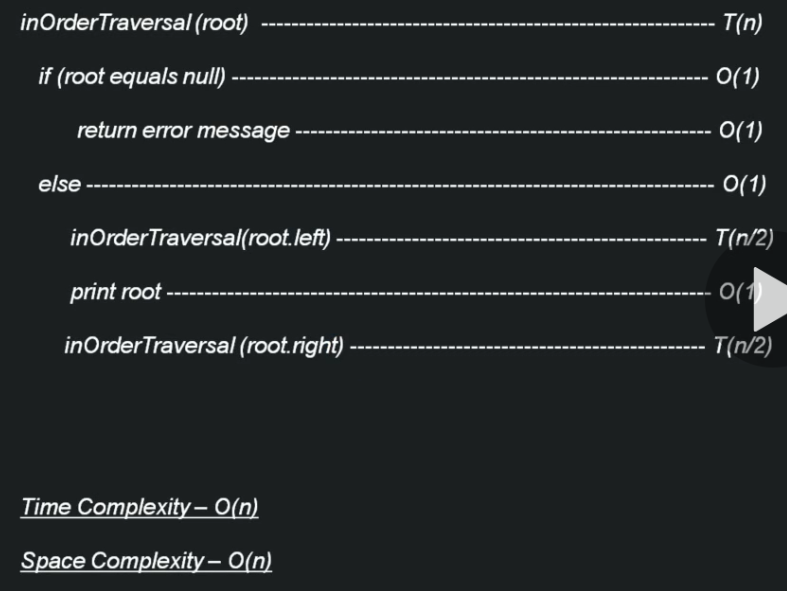 inOrderTraversal (root) ------------------------------------------------------------ T(n)
if (root equals null) --------------------------------------------------------------- O(1)
return error message ------------------------------------------------------- O(1)
else ----------------------------------------------------------------------------------- O(1)
inOrderTraversal(root.left) ------------------------------------------------- T(n/2)
print root ------------------------------------------------------------------------ O(1)
inOrderTraversal (root.right) ----------------------------------------------- T(n/2)
Time Complexity – O(n)
Space Complexity – O(n)